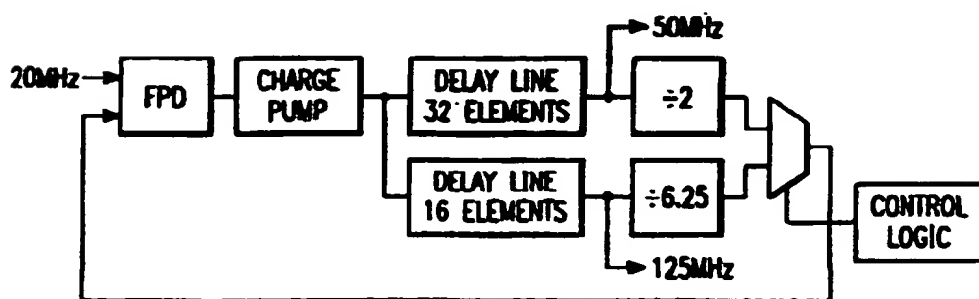 50MHz
20MHz
FPD
CHARGE
PUMP
DELAY LINE
32 ELEMENTS
÷2
DELAY LINE
16 ELEMENTS
÷6.25
CONTROL
LOGIC
125MHz